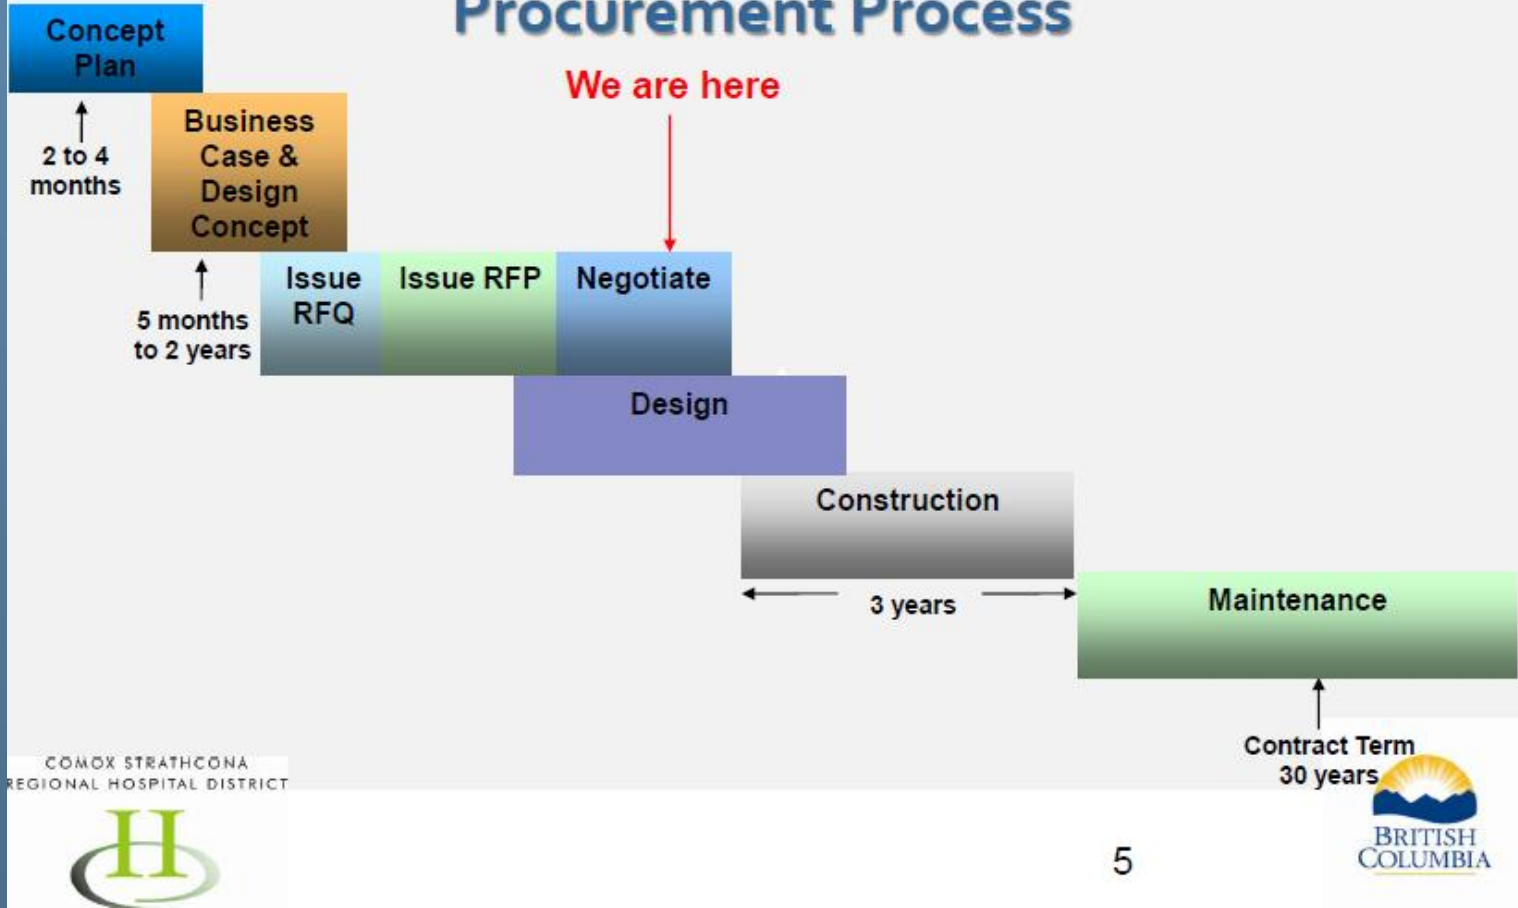 Procurement Process
Concept
Plan
We are here
2 to 4
months
Business
Case &
Design
Concept
5 months
to 2 years
Issue
RFQ
Issue RFP
Negotiate
Design
Construction
3 years
Maintenance
Contract Term
30 years
COMOX STRATHCONA
REGIONAL HOSPITAL DISTRICT
H
5
BRITISH
COLUMBIA